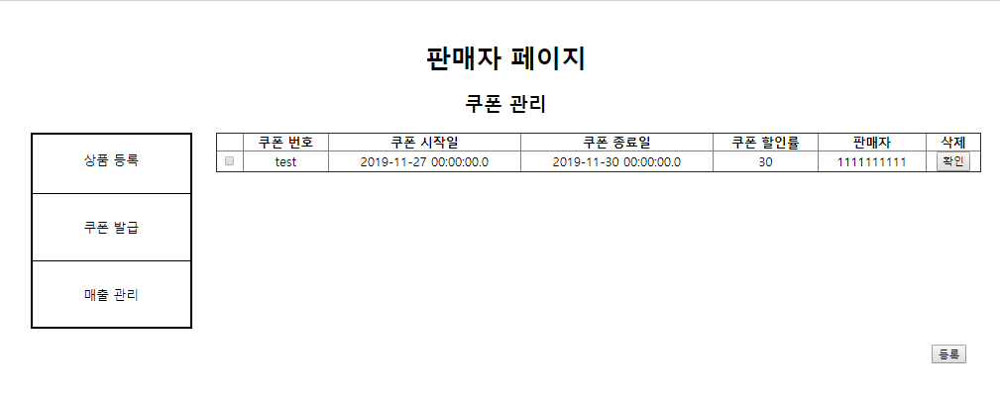 판매자 페이지
쿠폰 관리
상품 등록
쿠폰 발급
매출 관리
쿠폰 번호 쿠폰 시작일 쿠폰 종료일 쿠폰 할인률 판매자 삭제
test 2019-11-27 00:00:00.0 2019-11-30 00:00:00.0 30 1111111111 확인
등록